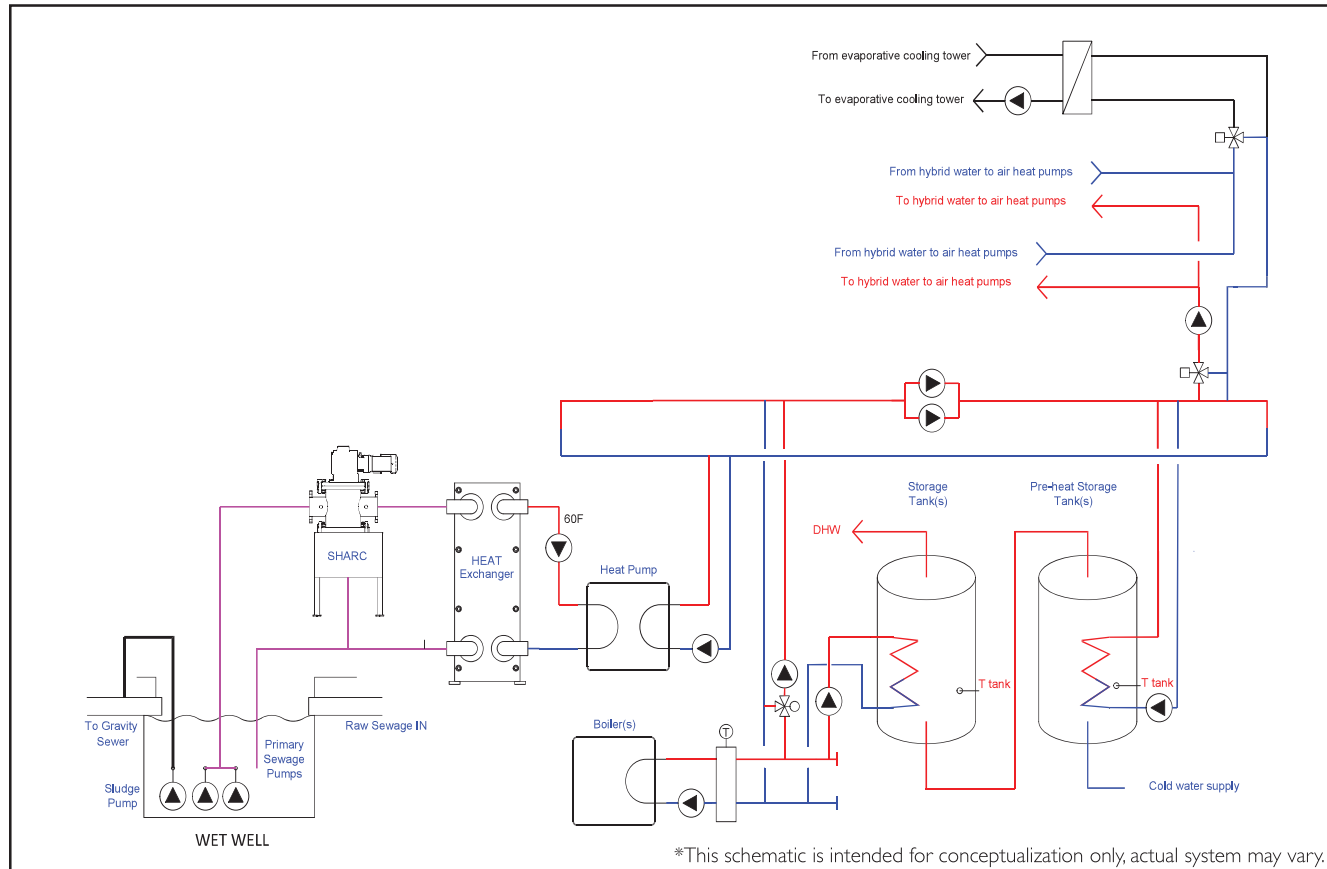 From evaporative cooling tower
To evaporative cooling tower
From hybrid water to air heat pumps
To hybrid water to air heat pumps
From hybrid water to air heat pumps
To hybrid water to air heat pumps
Storage
Tank(s)
Pre-heat Storage
Tank(s)
60F
DHW
SHARC
HEAT
Exchanger
Heat Pump
T tank
T tank
To Gravity
Sewer
Raw Sewage IN
Primary
Sewage
Pumps
Sludge
Pump
Boiler(s)
T
Cold water supply
WET WELL
*This schematic is intended for conceptualization only, actual system may vary.